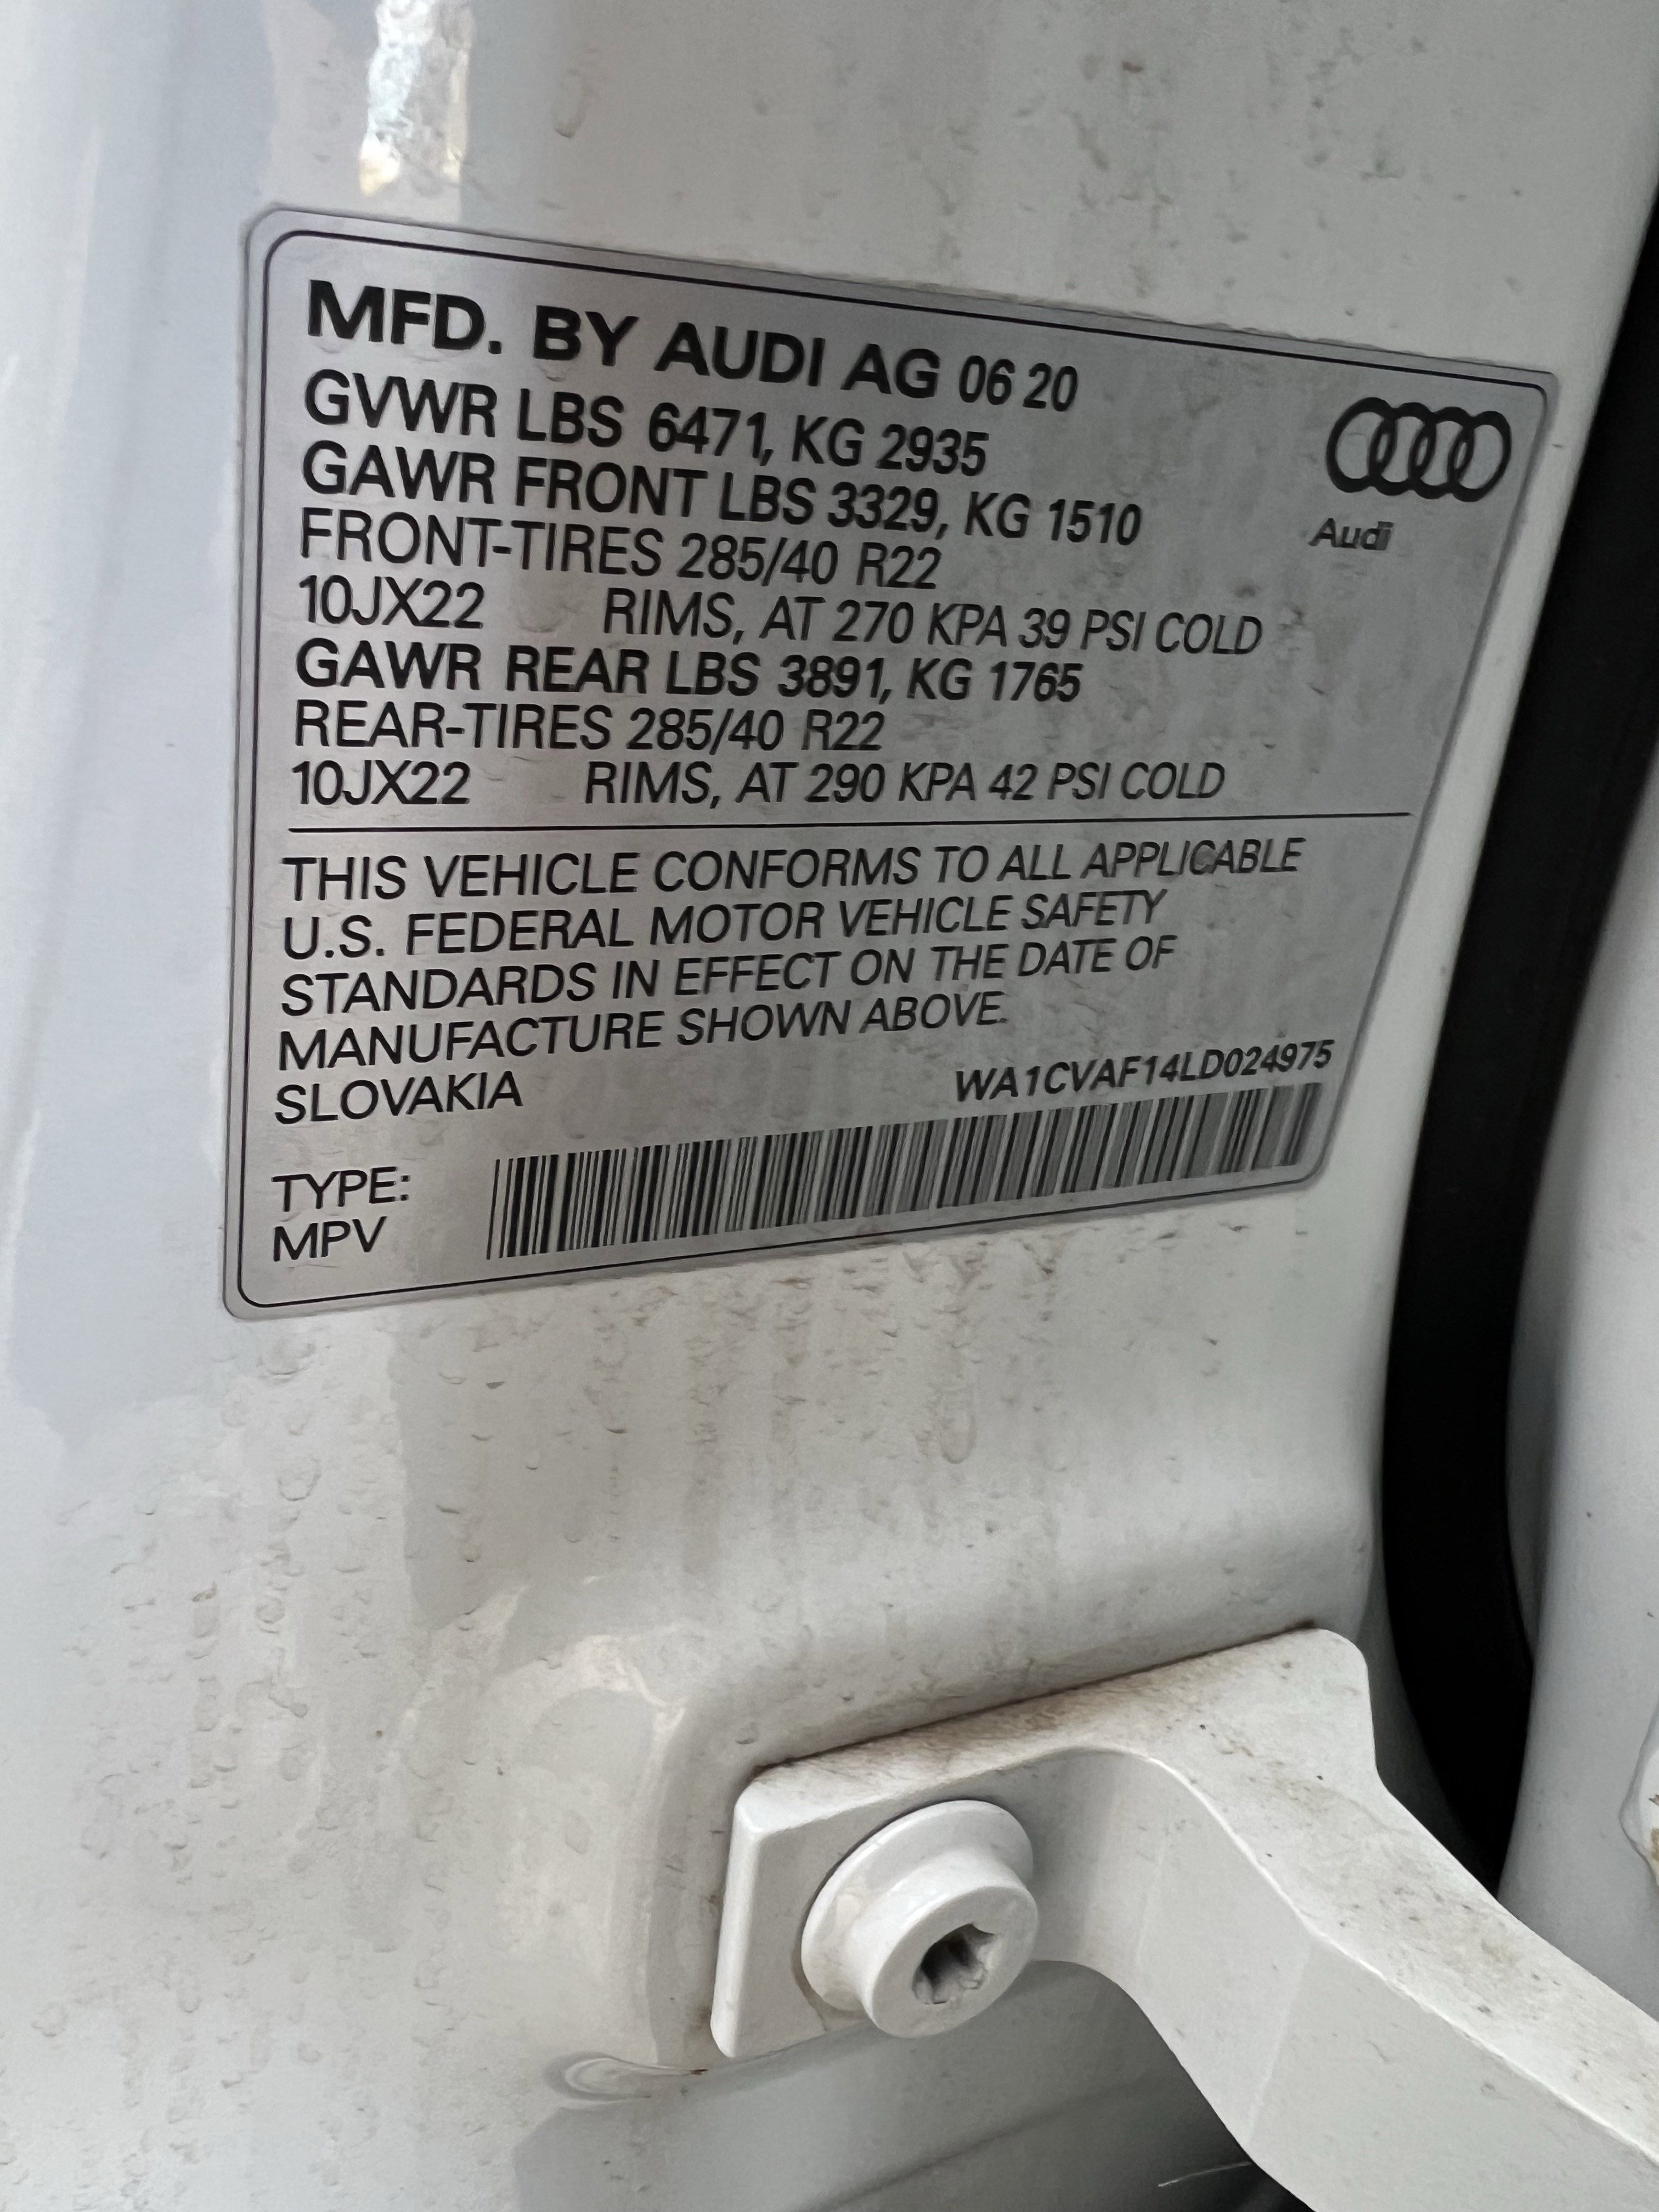 MFD. BY AUDI AG 06 20
GVWR LBS 6471, KG 2935
GAWR FRONT LBS 3329, KG 1510
FRONT-TIRES 285/40 R22
10JX22 RIMS, AT 270 KPA 39 PSI COLD
GAWR REAR LBS 3891, KG 1765
REAR-TIRES 285/40 R22
10JX22 RIMS, AT 290 KPA 42 PSI COLD
Audi
THIS VEHICLE CONFORMS TO ALL APPLICABLE
U.S. FEDERAL MOTOR VEHICLE SAFETY
STANDARDS IN EFFECT ON THE DATE OF
MANUFACTURE SHOWN ABOVE.
SLOVAKIA WA1CVAF14LD024975
TYPE:
MPV